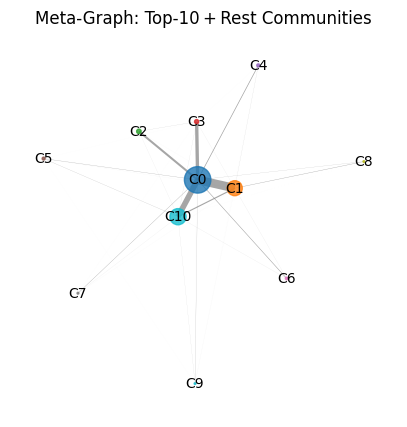 Meta-Graph: Top-10 + Rest Communities
C4
C3
C2
C5
C8
C0
C1
C10
C6
C7
C9